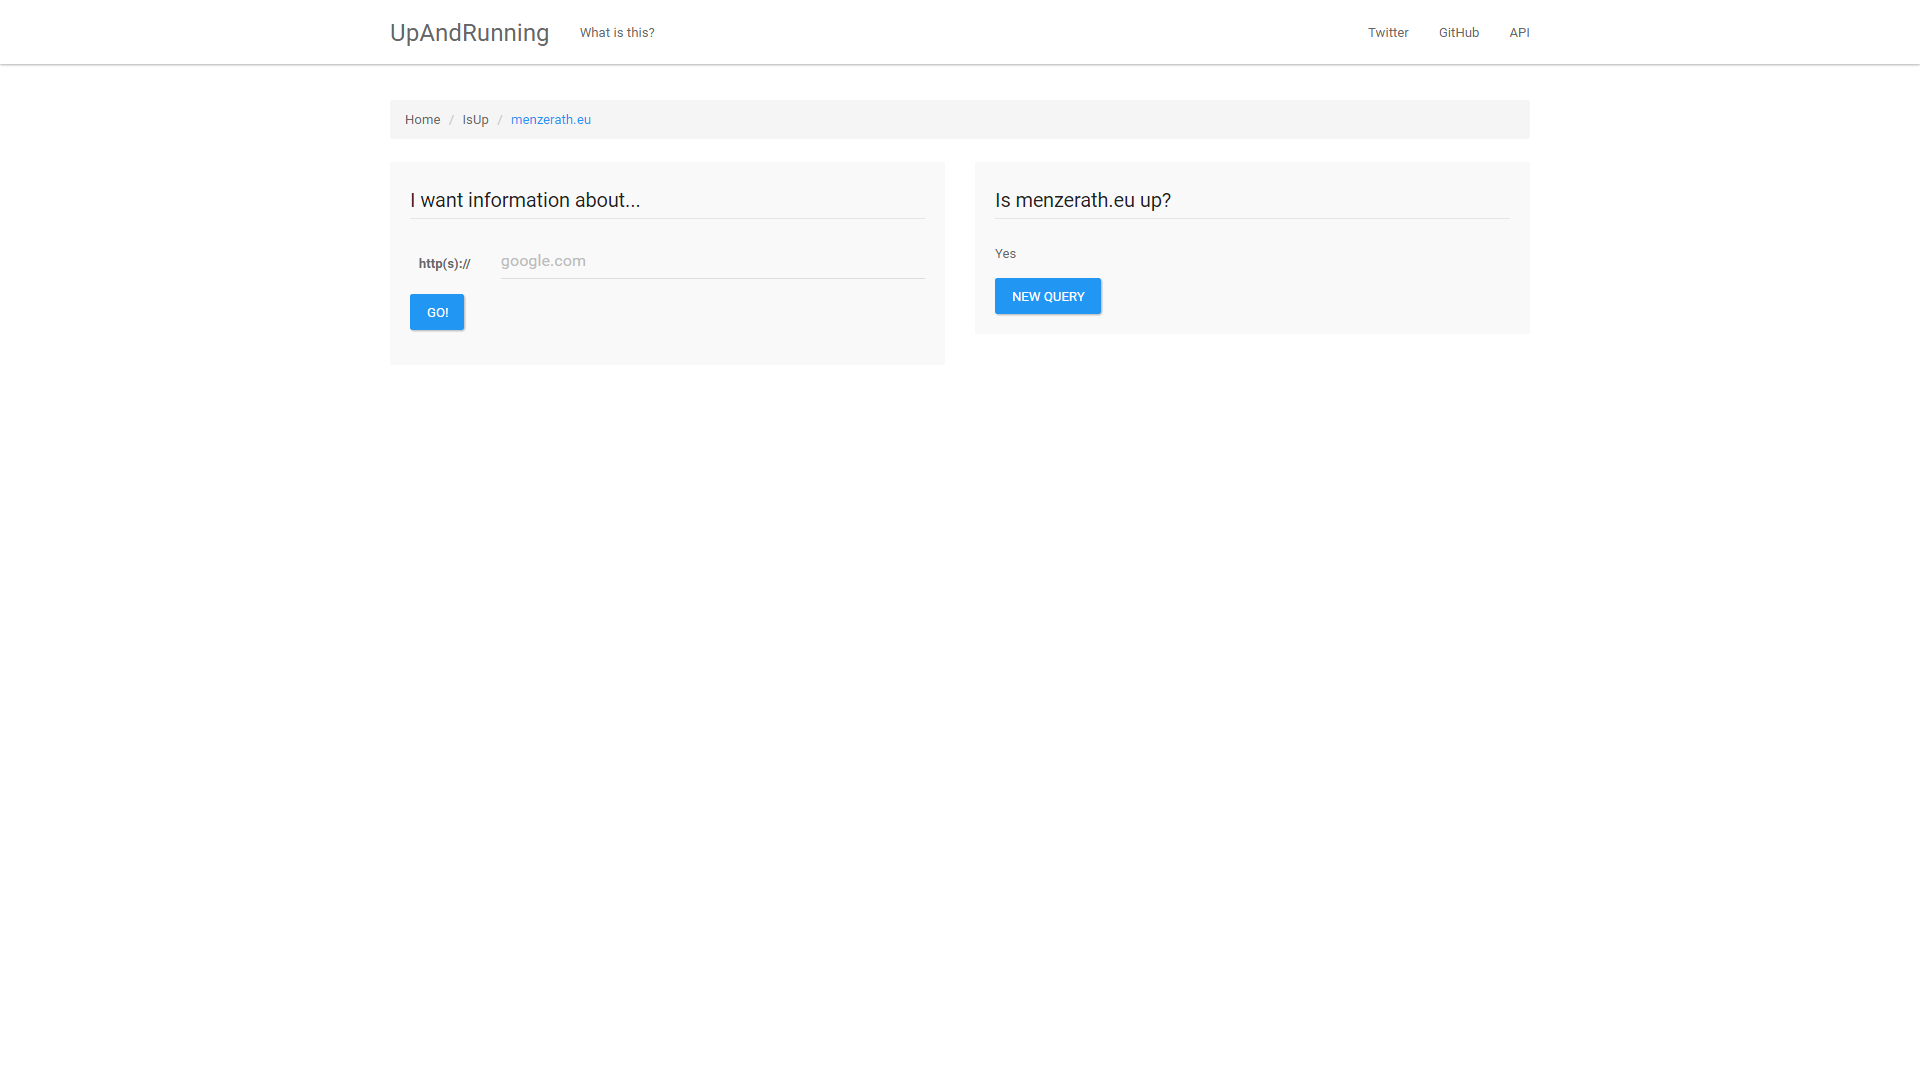 UpAndRunning What is this? Twitter GitHub API
Home / IsUp / menzerath.eu
I want information about...
http(s):// google.com
GO!
Is menzerath.eu up?
Yes
NEW QUERY